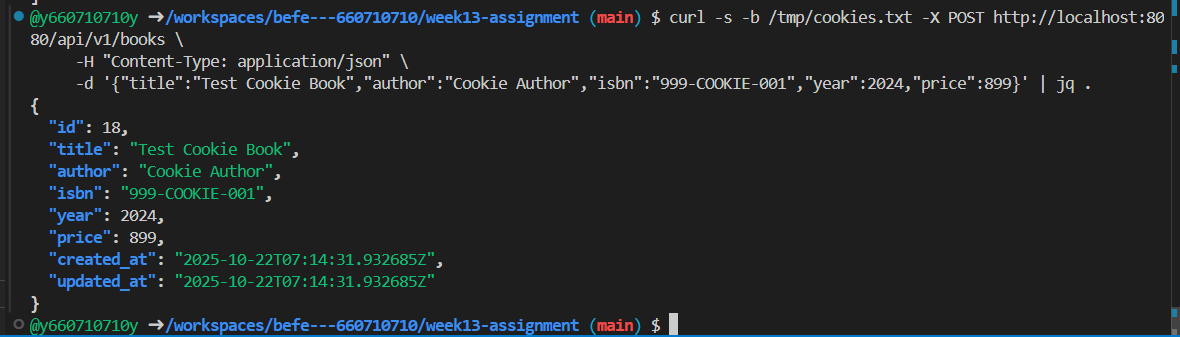 ]
@y660710710y ➜/workspaces/befe---660710710/week13-assignment (main) $ curl -s -b /tmp/cookies.txt -X POST http://localhost:80
80/api/v1/books \
     -H "Content-Type: application/json" \
     -d '{"title":"Test Cookie Book","author":"Cookie Author","isbn":"999-COOKIE-001","year":2024,"price":899}' | jq .
{
  "id": 18,
  "title": "Test Cookie Book",
  "author": "Cookie Author",
  "isbn": "999-COOKIE-001",
  "year": 2024,
  "price": 899,
  "created_at": "2025-10-22T07:14:31.932685Z",
  "updated_at": "2025-10-22T07:14:31.932685Z"
}
@y660710710y ➜/workspaces/befe---660710710/week13-assignment (main) $